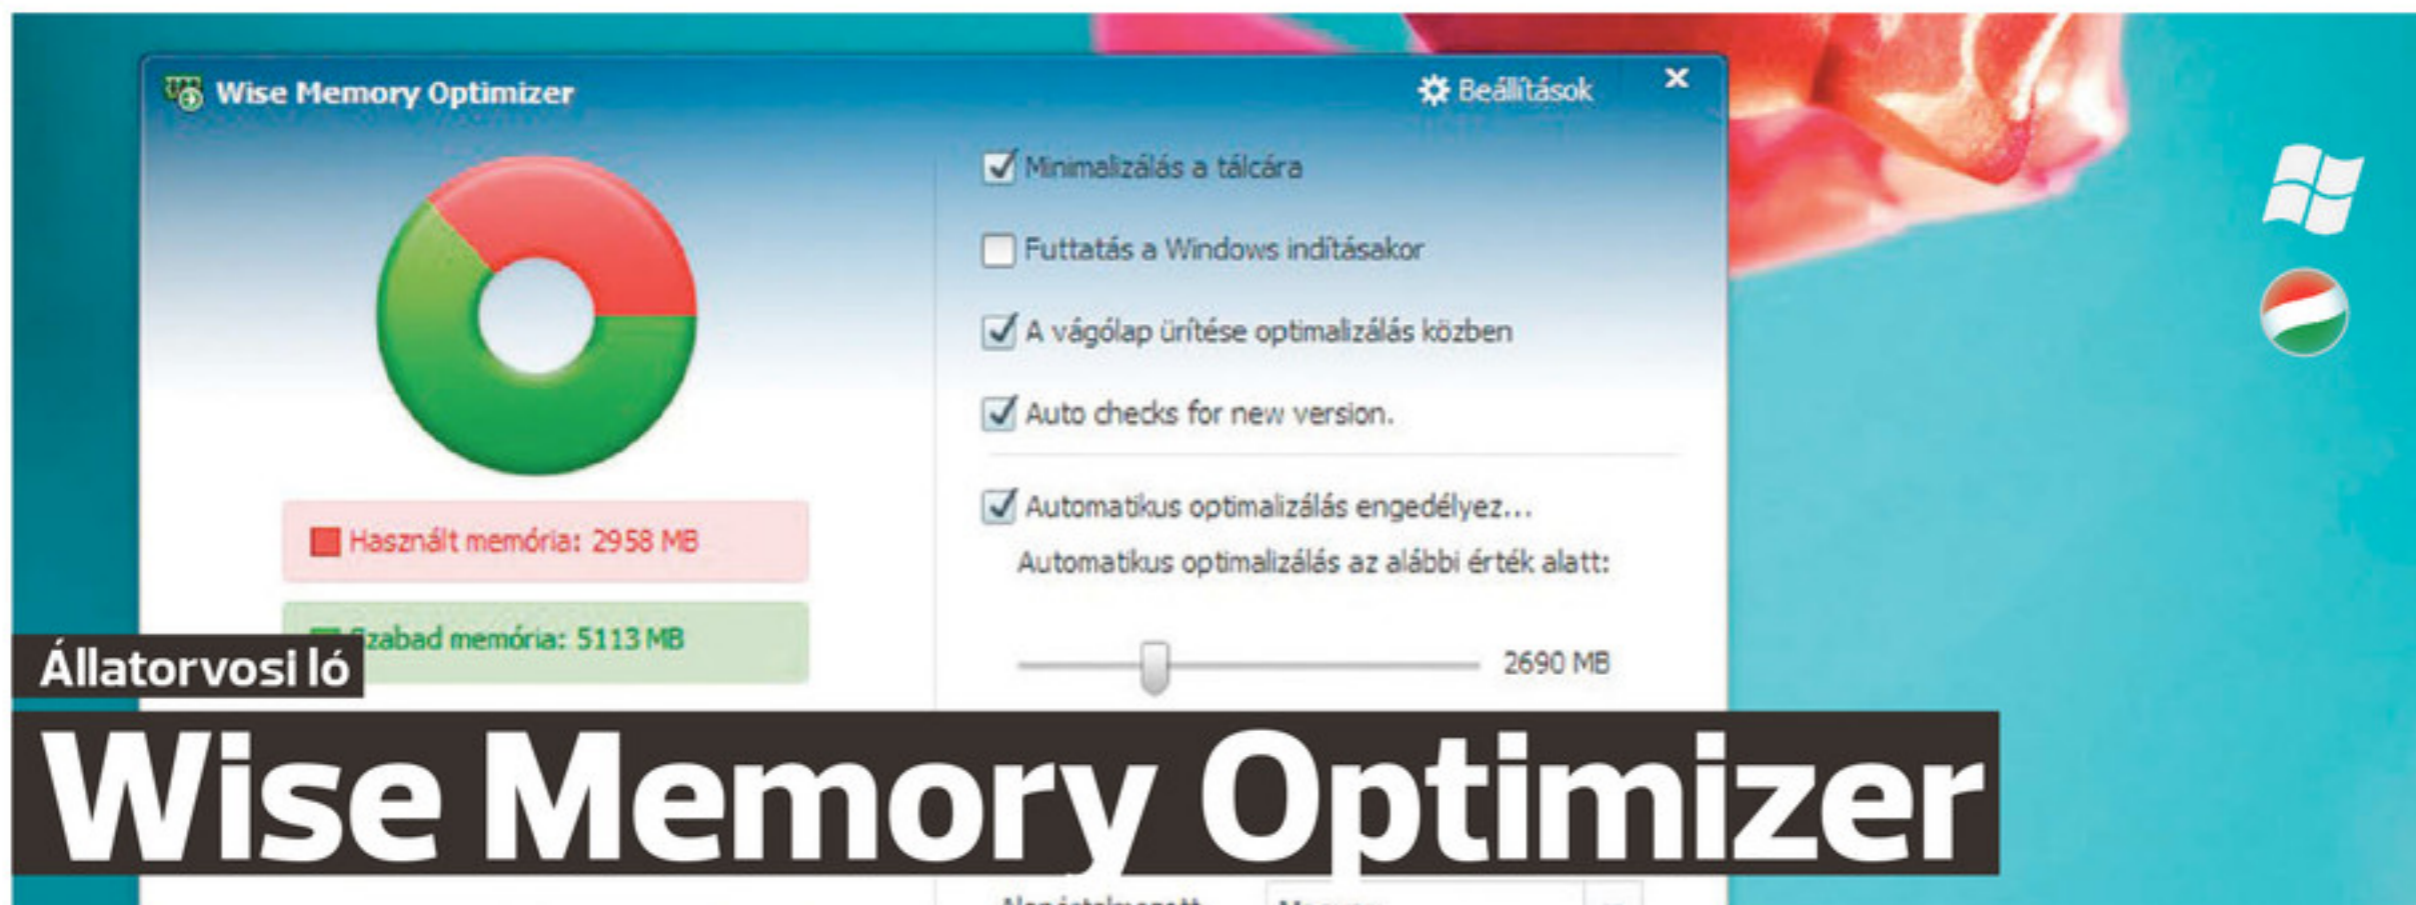 Wise Memory Optimizer
Beállítások
Minimalizálás a tálcára
Futtatás a Windows indításakor
A vágólap ürítése optimalizálás közben
Auto checks for new version.
Automatikus optimalizálás engedélyez...
Automatikus optimalizálás az alábbi érték alatt:
2690 MB
Használt memória: 2958 MB
Szabad memória: 5113 MB
Állatorvosi ló
Wise Memory Optimizer